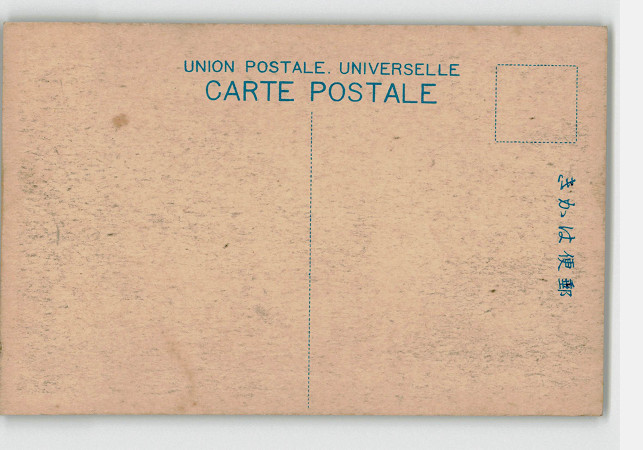 UNION POSTALE. UNIVERSELLE
CARTE POSTALE
郵便はかき